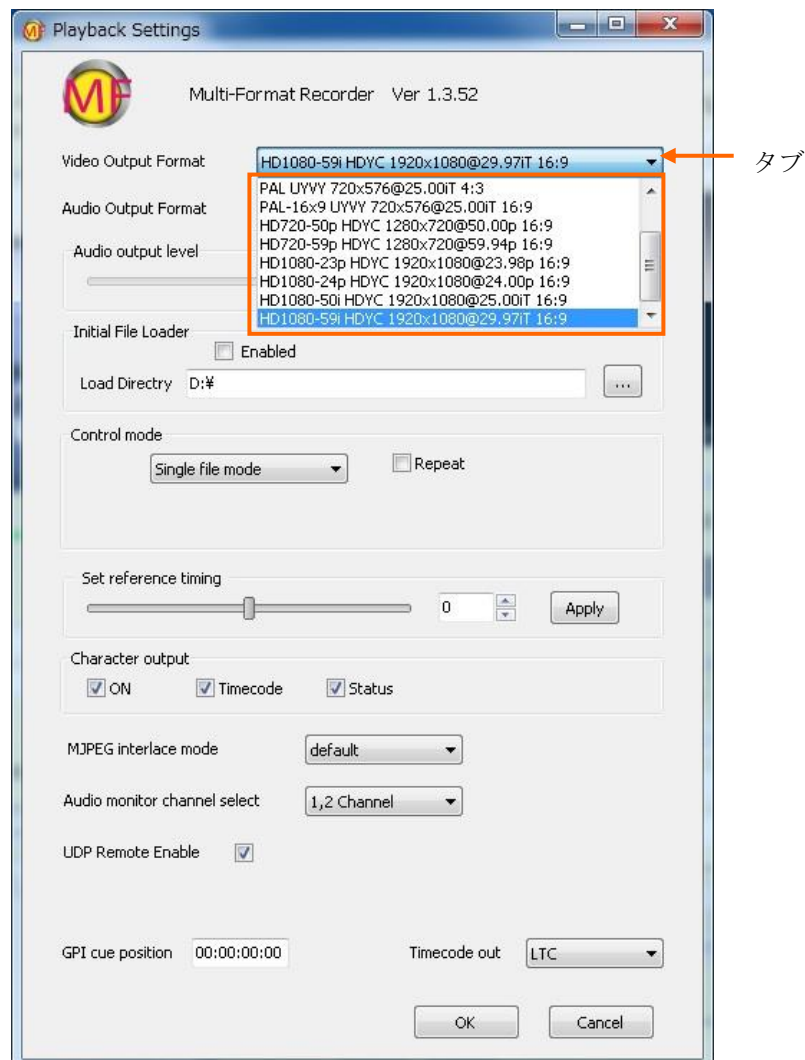 Playback Settings
MF
Multi-Format Recorder Ver 1.3.52
Video Output Format
HD1080-59i HDYC 1920x1080@29.97iT 16:9
タブ
PAL UYVY 720x576@25.00iT 4:3
PAL-16x9 UYVY 720x576@25.00iT 16:9
HD720-50p HDYC 1280x720@50.00p 16:9
HD720-59p HDYC 1280x720@59.94p 16:9
HD1080-23p HDYC 1920x1080@23.98p 16:9
HD1080-24p HDYC 1920x1080@24.00p 16:9
HD1080-50i HDYC 1920x1080@25.00iT 16:9
HD1080-59i HDYC 1920x1080@29.97iT 16:9
Audio Output Format
Audio output level
Initial File Loader
Enabled
Load Directry D:¥ ...
Control mode
Single file mode Repeat
Set reference timing
0 Apply
Character output
ON Timecode Status
MJPEG interlace mode default
Audio monitor channel select 1,2 Channel
UDP Remote Enable
GPI cue position 00:00:00:00 Timecode out LTC
OK Cancel